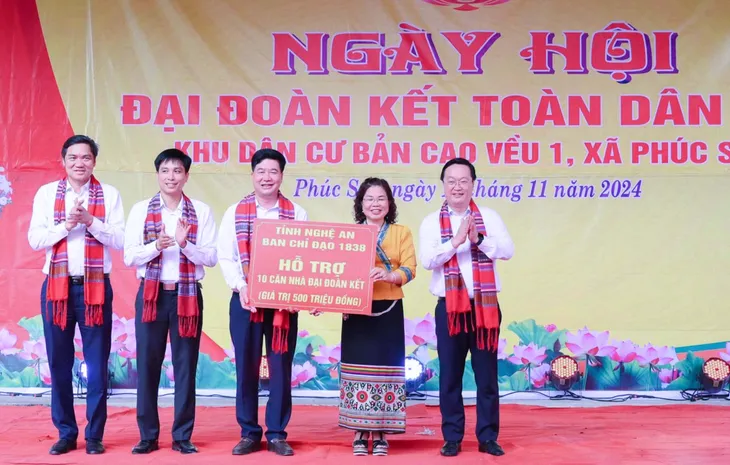 NGÀY HỘI
ĐẠI ĐOÀN KẾT TOÀN DÂN
KHU DÂN CƯ BẢN CAO VỀU 1, XÃ PHÚC S
Phúc S ngày tháng 11 năm 2024
TỈNH NGHỆ AN
BAN CHỈ ĐẠO 1838
HỖ TRỢ
10 CĂN NHÀ ĐẠI ĐOÀN KẾT
(GIÁ TRỊ 500 TRIỆU ĐỒNG)